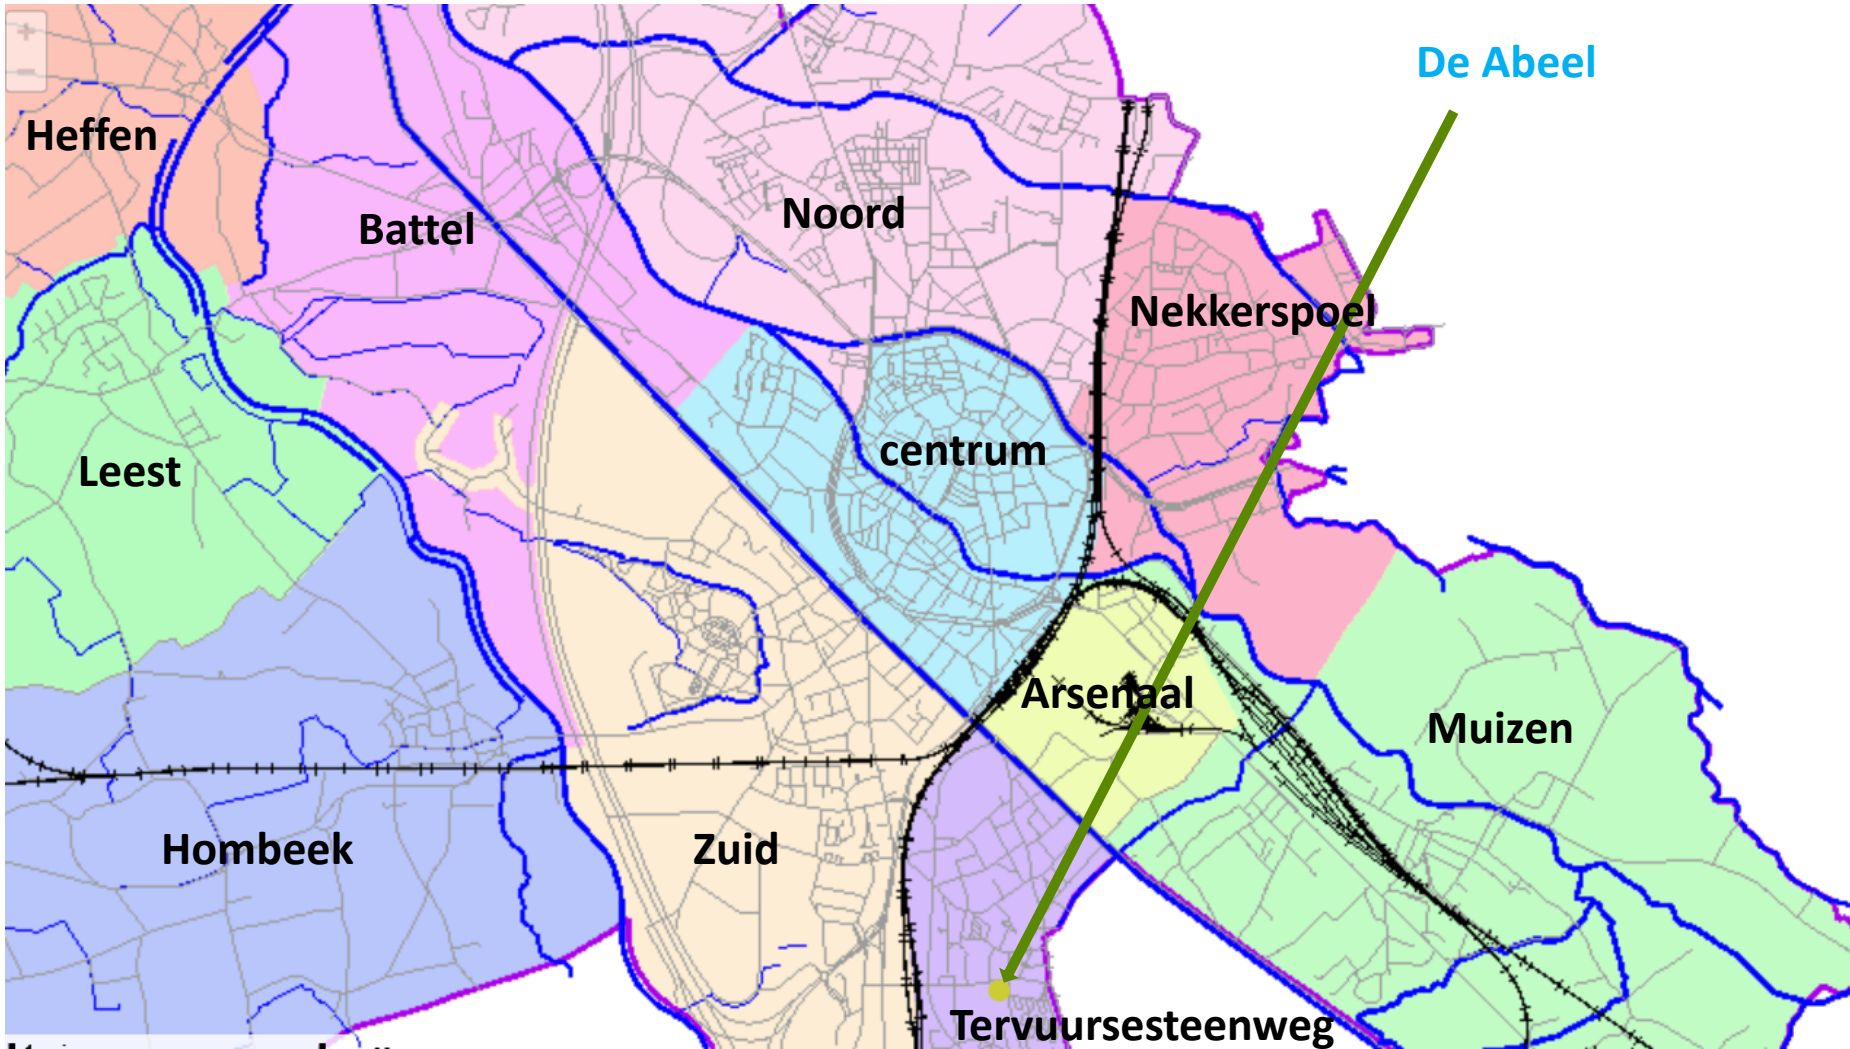 De Abeel
Heffen
Battel
Noord
Nekkerspoel
centrum
Leest
Arsenaal
Muizen
Hombeek
Zuid
Tervuursesteenweg